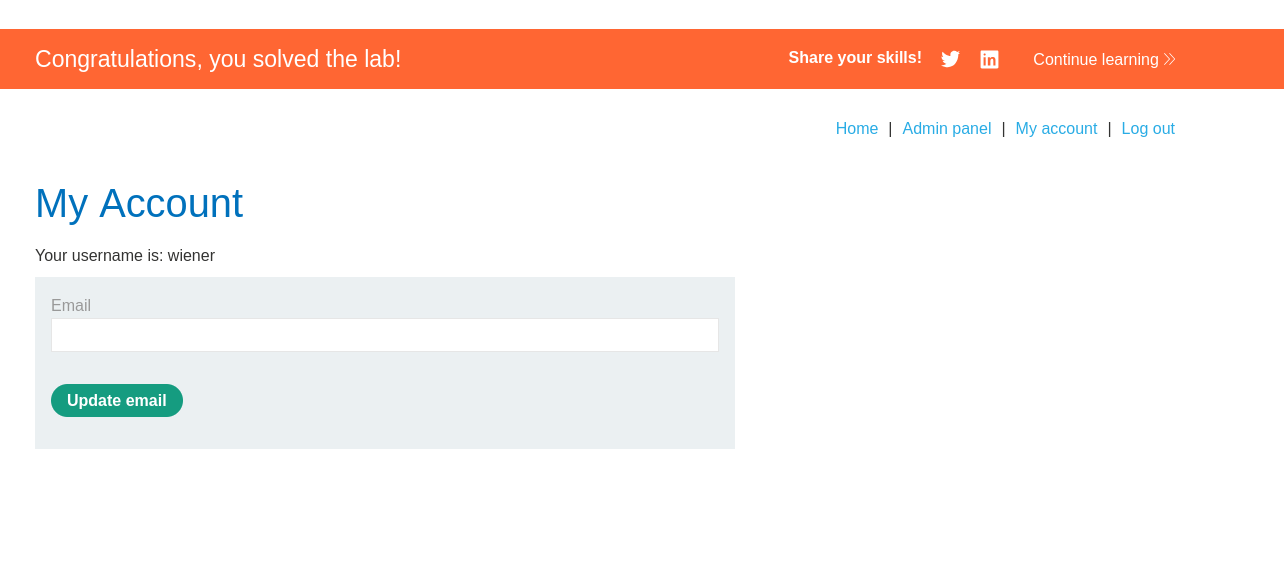 Congratulations, you solved the lab!
Share your skills!
Continue learning
Home | Admin panel | My account | Log out
My Account
Your username is: wiener
Email
Update email